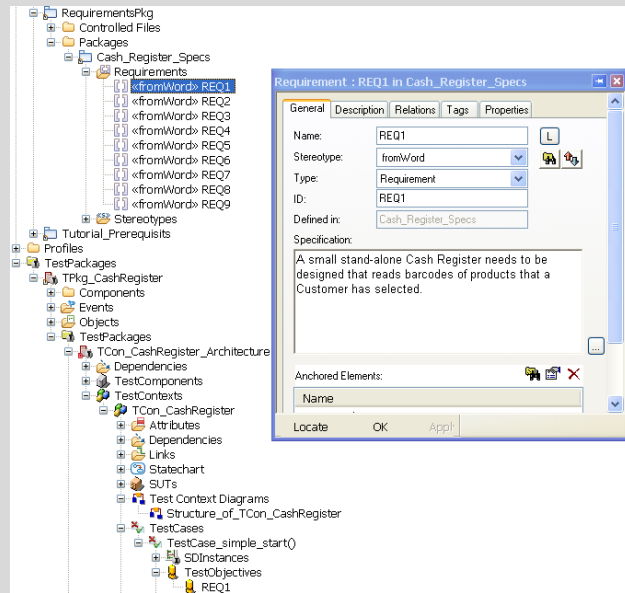 RequirementsPkg
Controlled Files
Packages
Cash_Register_Specs
Requirements
«fromWord» REQ1
«fromWord» REQ2
«fromWord» REQ3
«fromWord» REQ4
«fromWord» REQ5
«fromWord» REQ6
«fromWord» REQ7
«fromWord» REQ8
«fromWord» REQ9
Stereotypes
Tutorial_Prerequisits
Profiles
TestPackages
TPkg_CashRegister
Components
Events
Objects
TestPackages
TCon_CashRegister_Architecture
Dependencies
TestComponents
TestContexts
TCon_CashRegister
Attributes
Dependencies
Links
Statechart
SUTs
Test Context Diagrams
Structure_of_TCon_CashRegister
TestCases
TestCase_simple_start()
SDInstances
TestObjectives
REQ1
Requirement : REQ1 in Cash_Register_Specs
General Description Relations Tags Properties
Name: REQ1 L
Stereotype: fromWord
Type: Requirement
ID: REQ1
Defined in: Cash_Register_Specs
Specification:
A small stand-alone Cash Register needs to be
designed that reads barcodes of products that a
Customer has selected.
...
Anchored Elements:
Name
Locate OK Apply